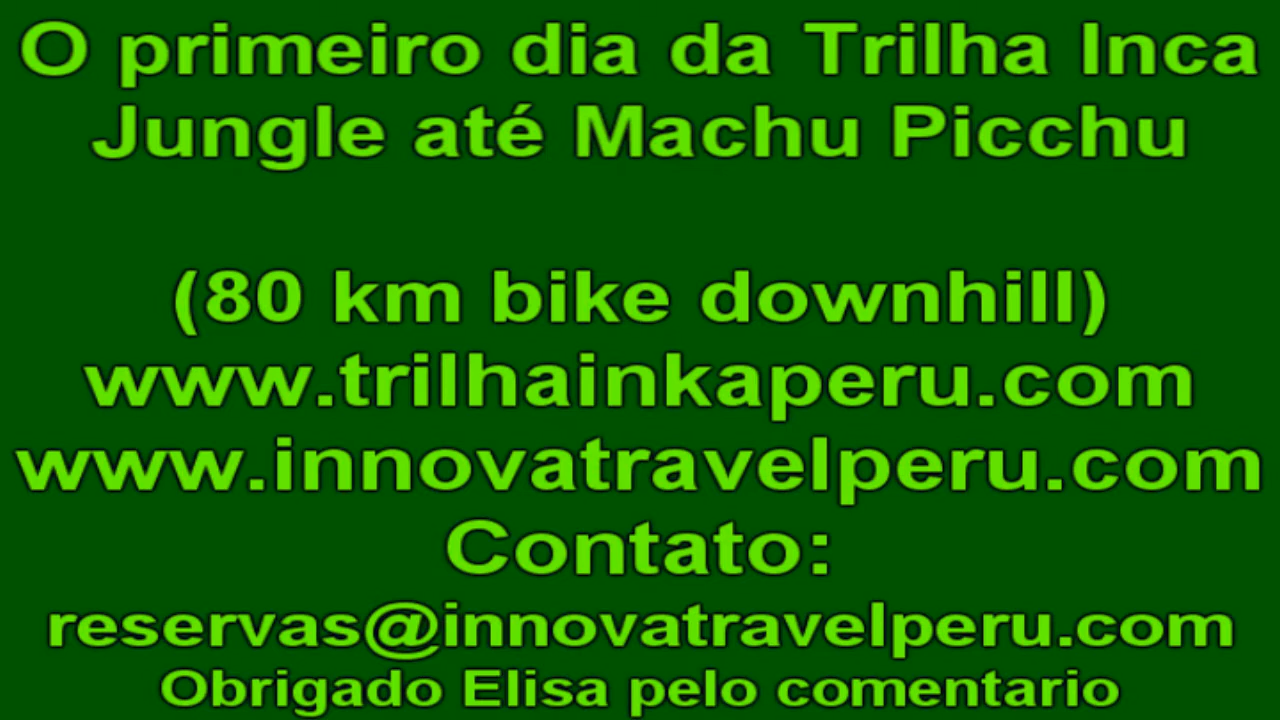 O primeiro dia da Trilha Inca
Jungle até Machu Picchu
(80 km bike downhill)
www.trilhainkaperu.com
www.innovatravelperu.com
Contato:
reservas@innovatravelperu.com
Obrigado Elisa pelo comentario